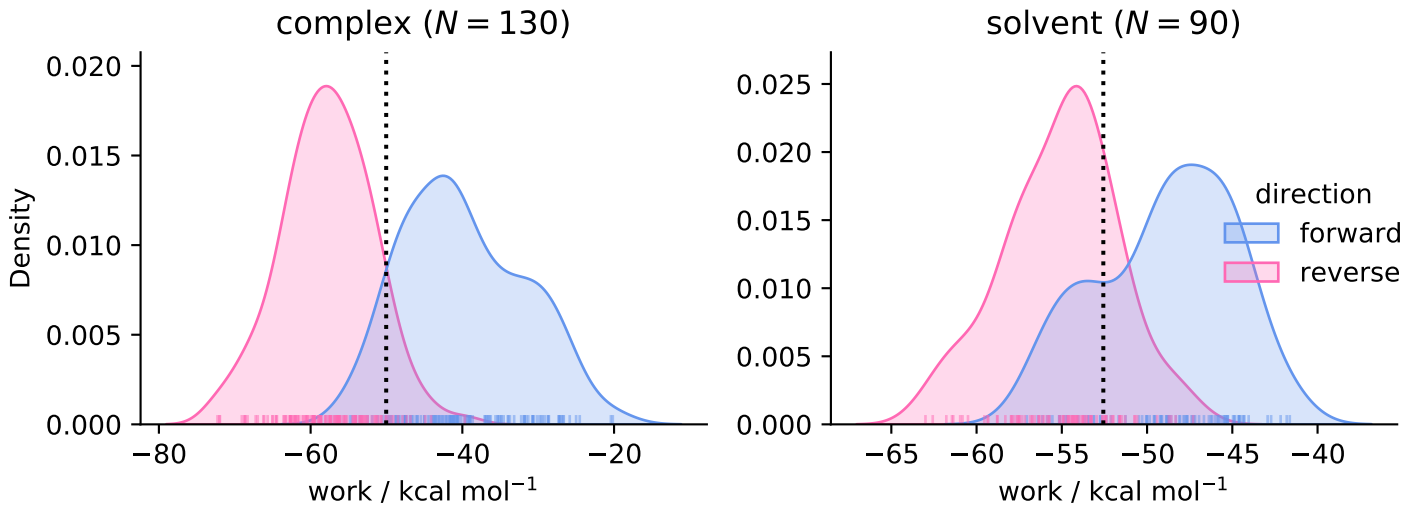 complex (N = 130)
0.020
0.015
0.010
0.005
0.000
Density
−80 −60 −40 −20
work / kcal mol⁻¹
solvent (N = 90)
0.025
0.020
0.015
0.010
0.005
0.000
−65 −60 −55 −50 −45 −40
work / kcal mol⁻¹
direction
forward
reverse